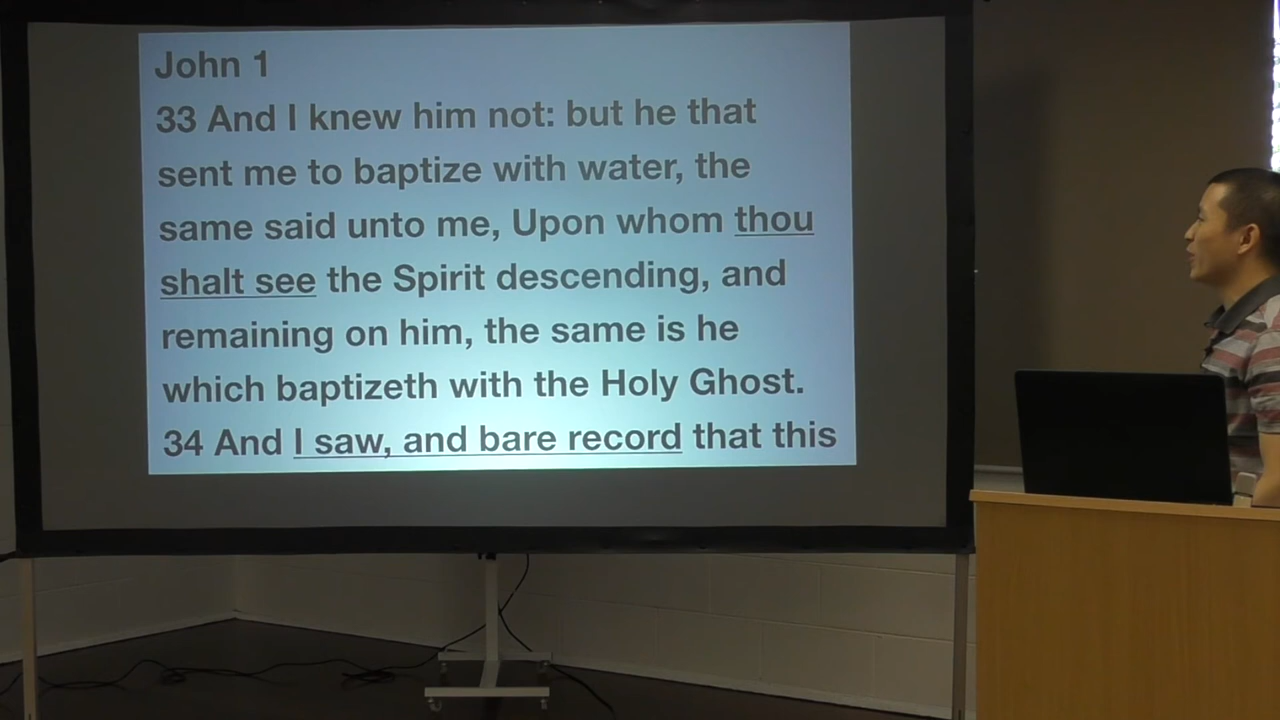 John 1
33 And I knew him not: but he that
sent me to baptize with water, the
same said unto me, Upon whom thou
shalt see the Spirit descending, and
remaining on him, the same is he
which baptizeth with the Holy Ghost.
34 And I saw, and bare record that this